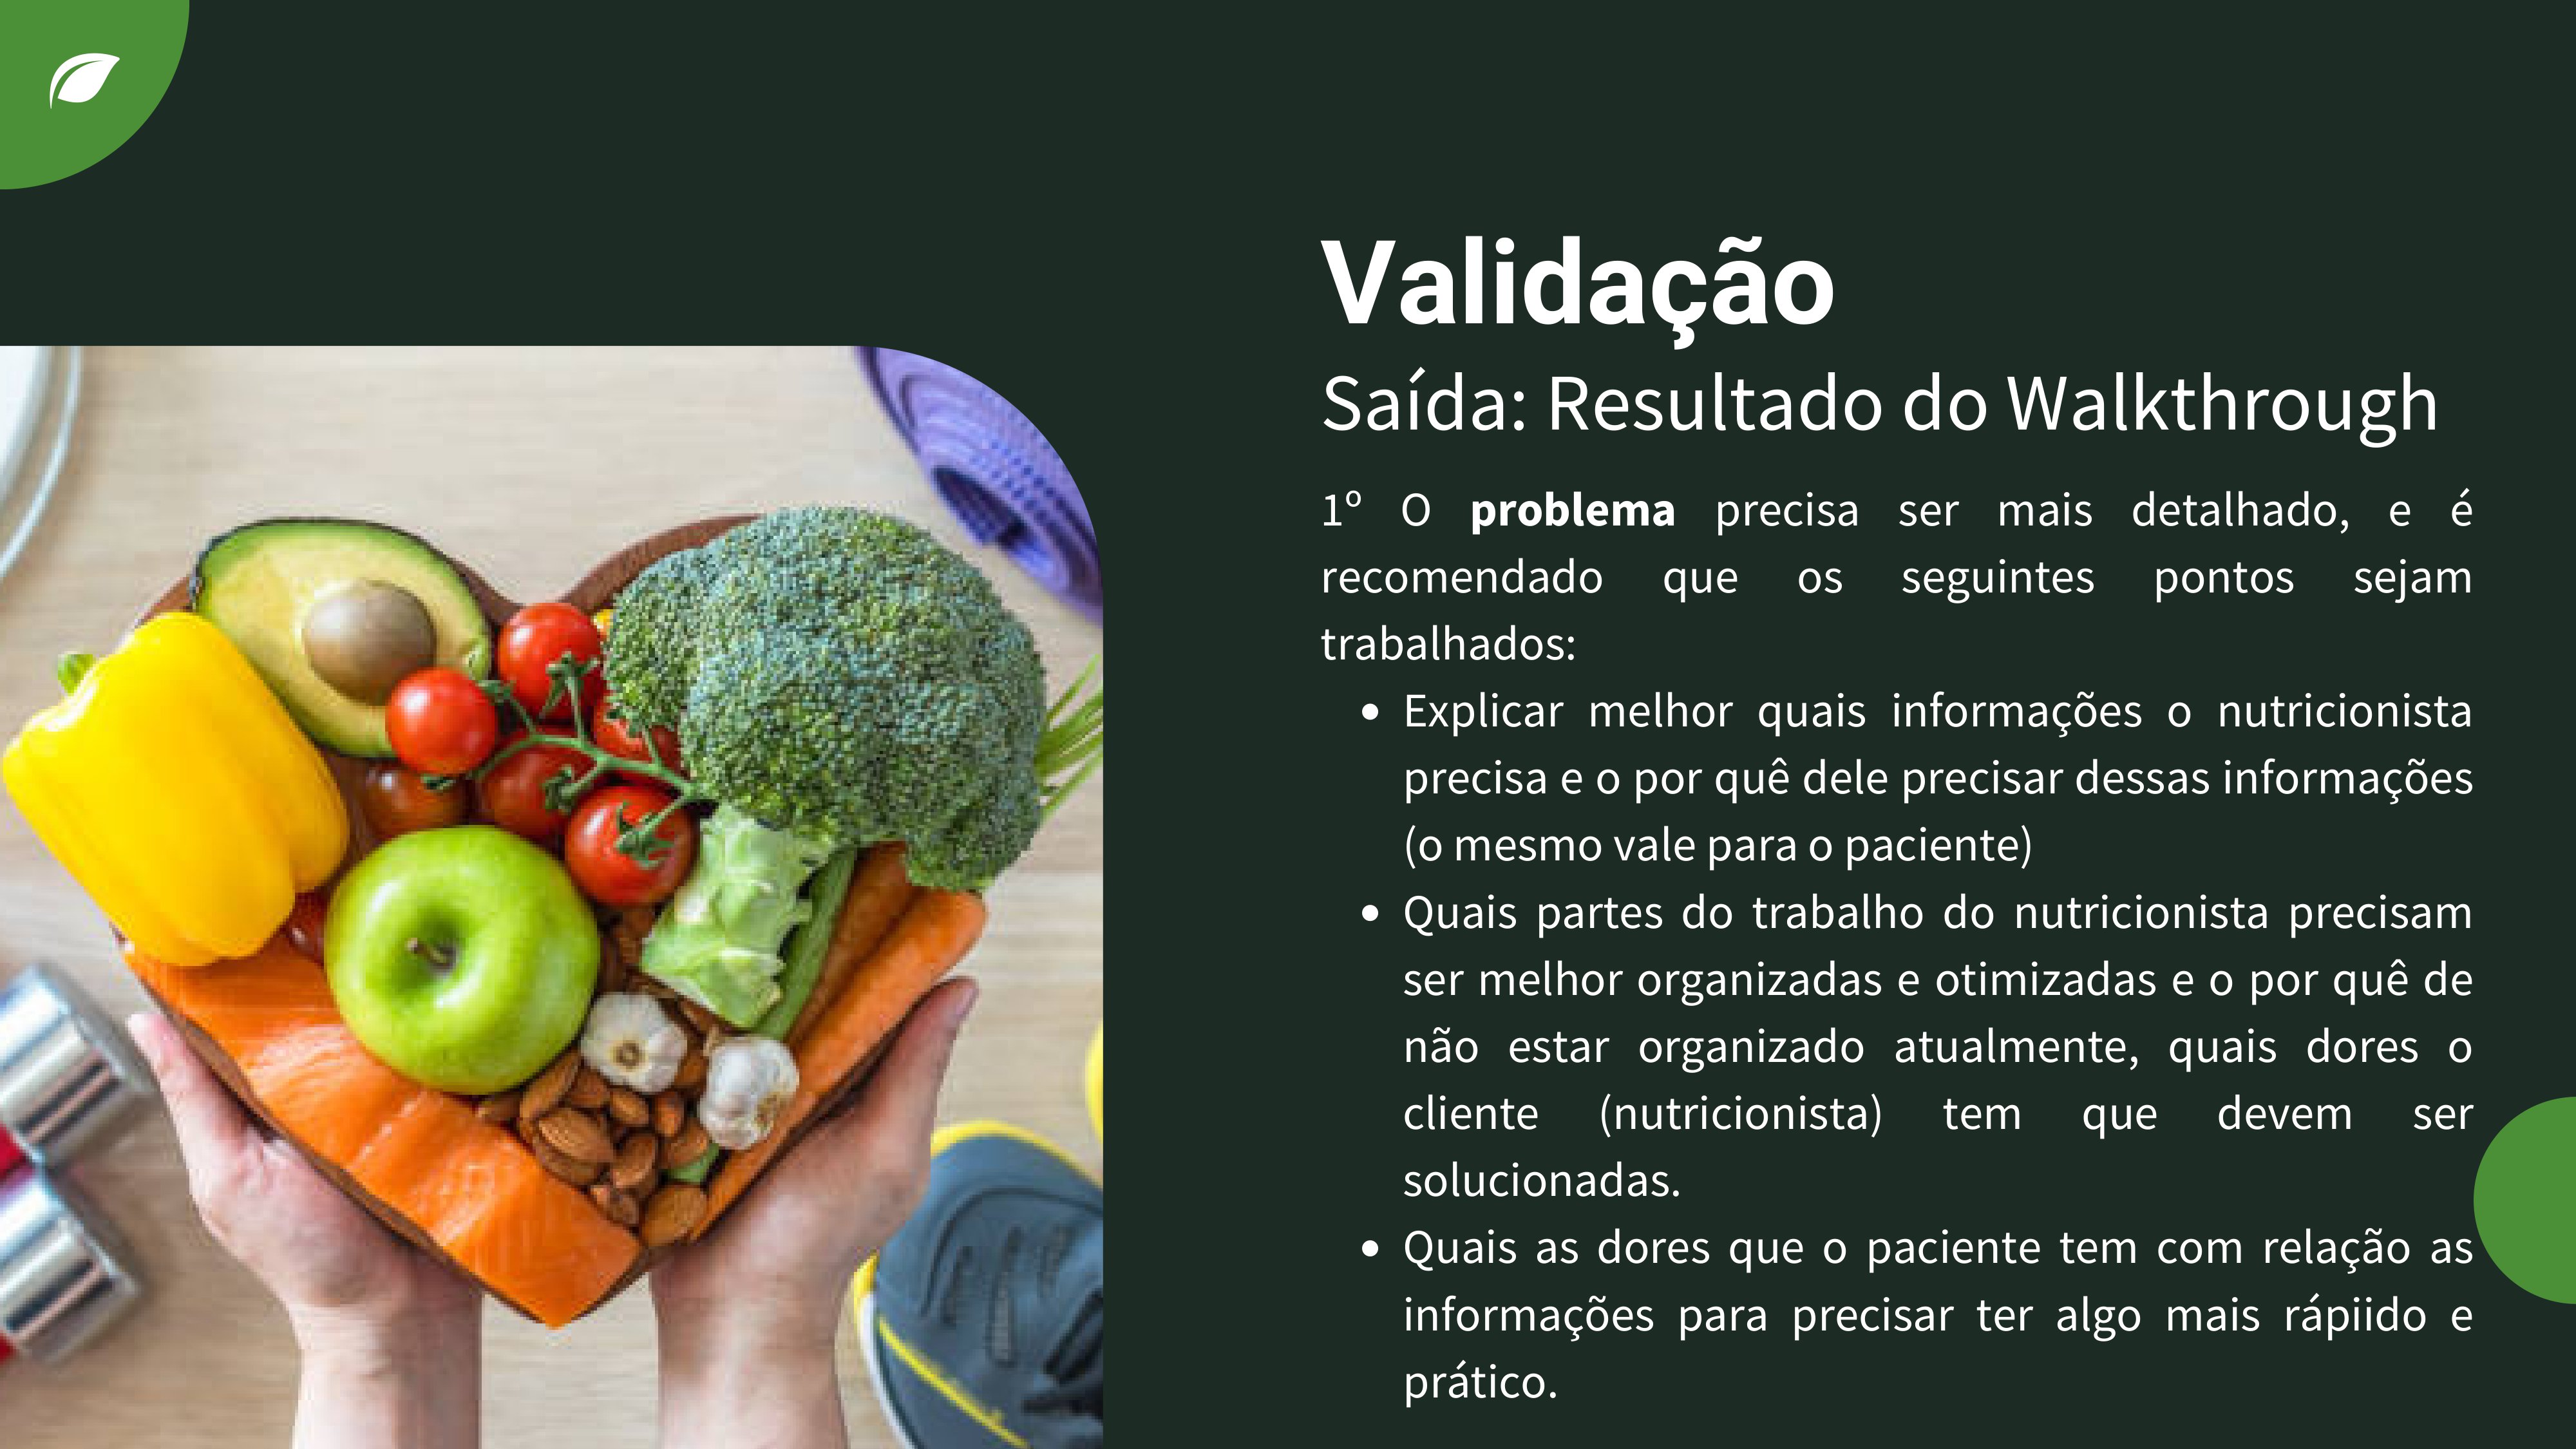 Validação
Saída: Resultado do Walkthrough
1º O problema precisa ser mais detalhado, e é
recomendado que os seguintes pontos sejam
trabalhados:
• Explicar melhor quais informações o nutricionista
precisa e o por quê dele precisar dessas informações
(o mesmo vale para o paciente)
• Quais partes do trabalho do nutricionista precisam
ser melhor organizadas e otimizadas e o por quê de
não estar organizado atualmente, quais dores o
cliente (nutricionista) tem que devem ser
solucionadas.
• Quais as dores que o paciente tem com relação as
informações para precisar ter algo mais rápiido e
prático.